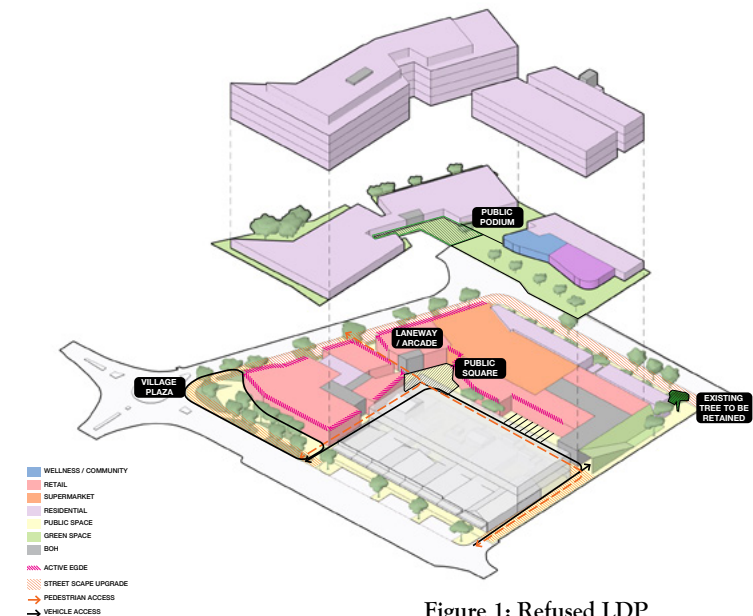 PUBLIC
PODIUM
LANEWAY
/ ARCADE
PUBLIC
SQUARE
VILLAGE
PLAZA
EXISTING
TREE TO BE
RETAINED
WELLNESS / COMMUNITY
RETAIL
SUPERMARKET
RESIDENTIAL
PUBLIC SPACE
GREEN SPACE
BOH
ACTIVE EGDE
STREET SCAPE UPGRADE
PEDESTRIAN ACCESS
VEHICLE ACCESS
Figure 1: Refused LDP